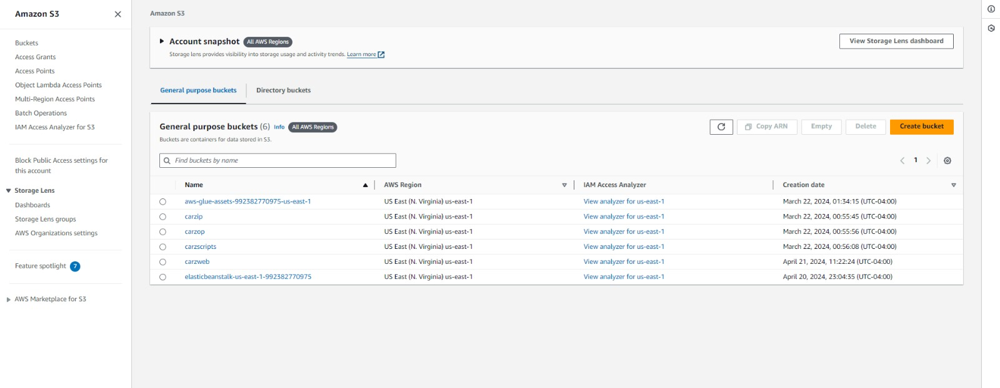 Amazon S3
Buckets
Access Grants
Access Points
Object Lambda Access Points
Multi-Region Access Points
Batch Operations
IAM Access Analyzer for S3
Block Public Access settings for
this account
Storage Lens
Dashboards
Storage Lens groups
AWS Organizations settings
Feature spotlight 7
AWS Marketplace for S3
Amazon S3
Account snapshot All AWS Regions
Storage lens provides visibility into storage usage and activity trends. Learn more
View Storage Lens dashboard
General purpose buckets Directory buckets
General purpose buckets (6) Info All AWS Regions
Buckets are containers for data stored in S3.
Copy ARN Empty Delete Create bucket
Find buckets by name
1
Name AWS Region IAM Access Analyzer Creation date
aws-glue-assets-992382770975-us-east-1 US East (N. Virginia) us-east-1 View analyzer for us-east-1 March 22, 2024, 01:34:15 (UTC-04:00)
carzip US East (N. Virginia) us-east-1 View analyzer for us-east-1 March 22, 2024, 00:55:45 (UTC-04:00)
carzop US East (N. Virginia) us-east-1 View analyzer for us-east-1 March 22, 2024, 00:55:56 (UTC-04:00)
carzscripts US East (N. Virginia) us-east-1 View analyzer for us-east-1 March 22, 2024, 00:56:08 (UTC-04:00)
carzweb US East (N. Virginia) us-east-1 View analyzer for us-east-1 April 21, 2024, 11:22:24 (UTC-04:00)
elasticbeanstalk-us-east-1-992382770975 US East (N. Virginia) us-east-1 View analyzer for us-east-1 April 20, 2024, 23:04:35 (UTC-04:00)